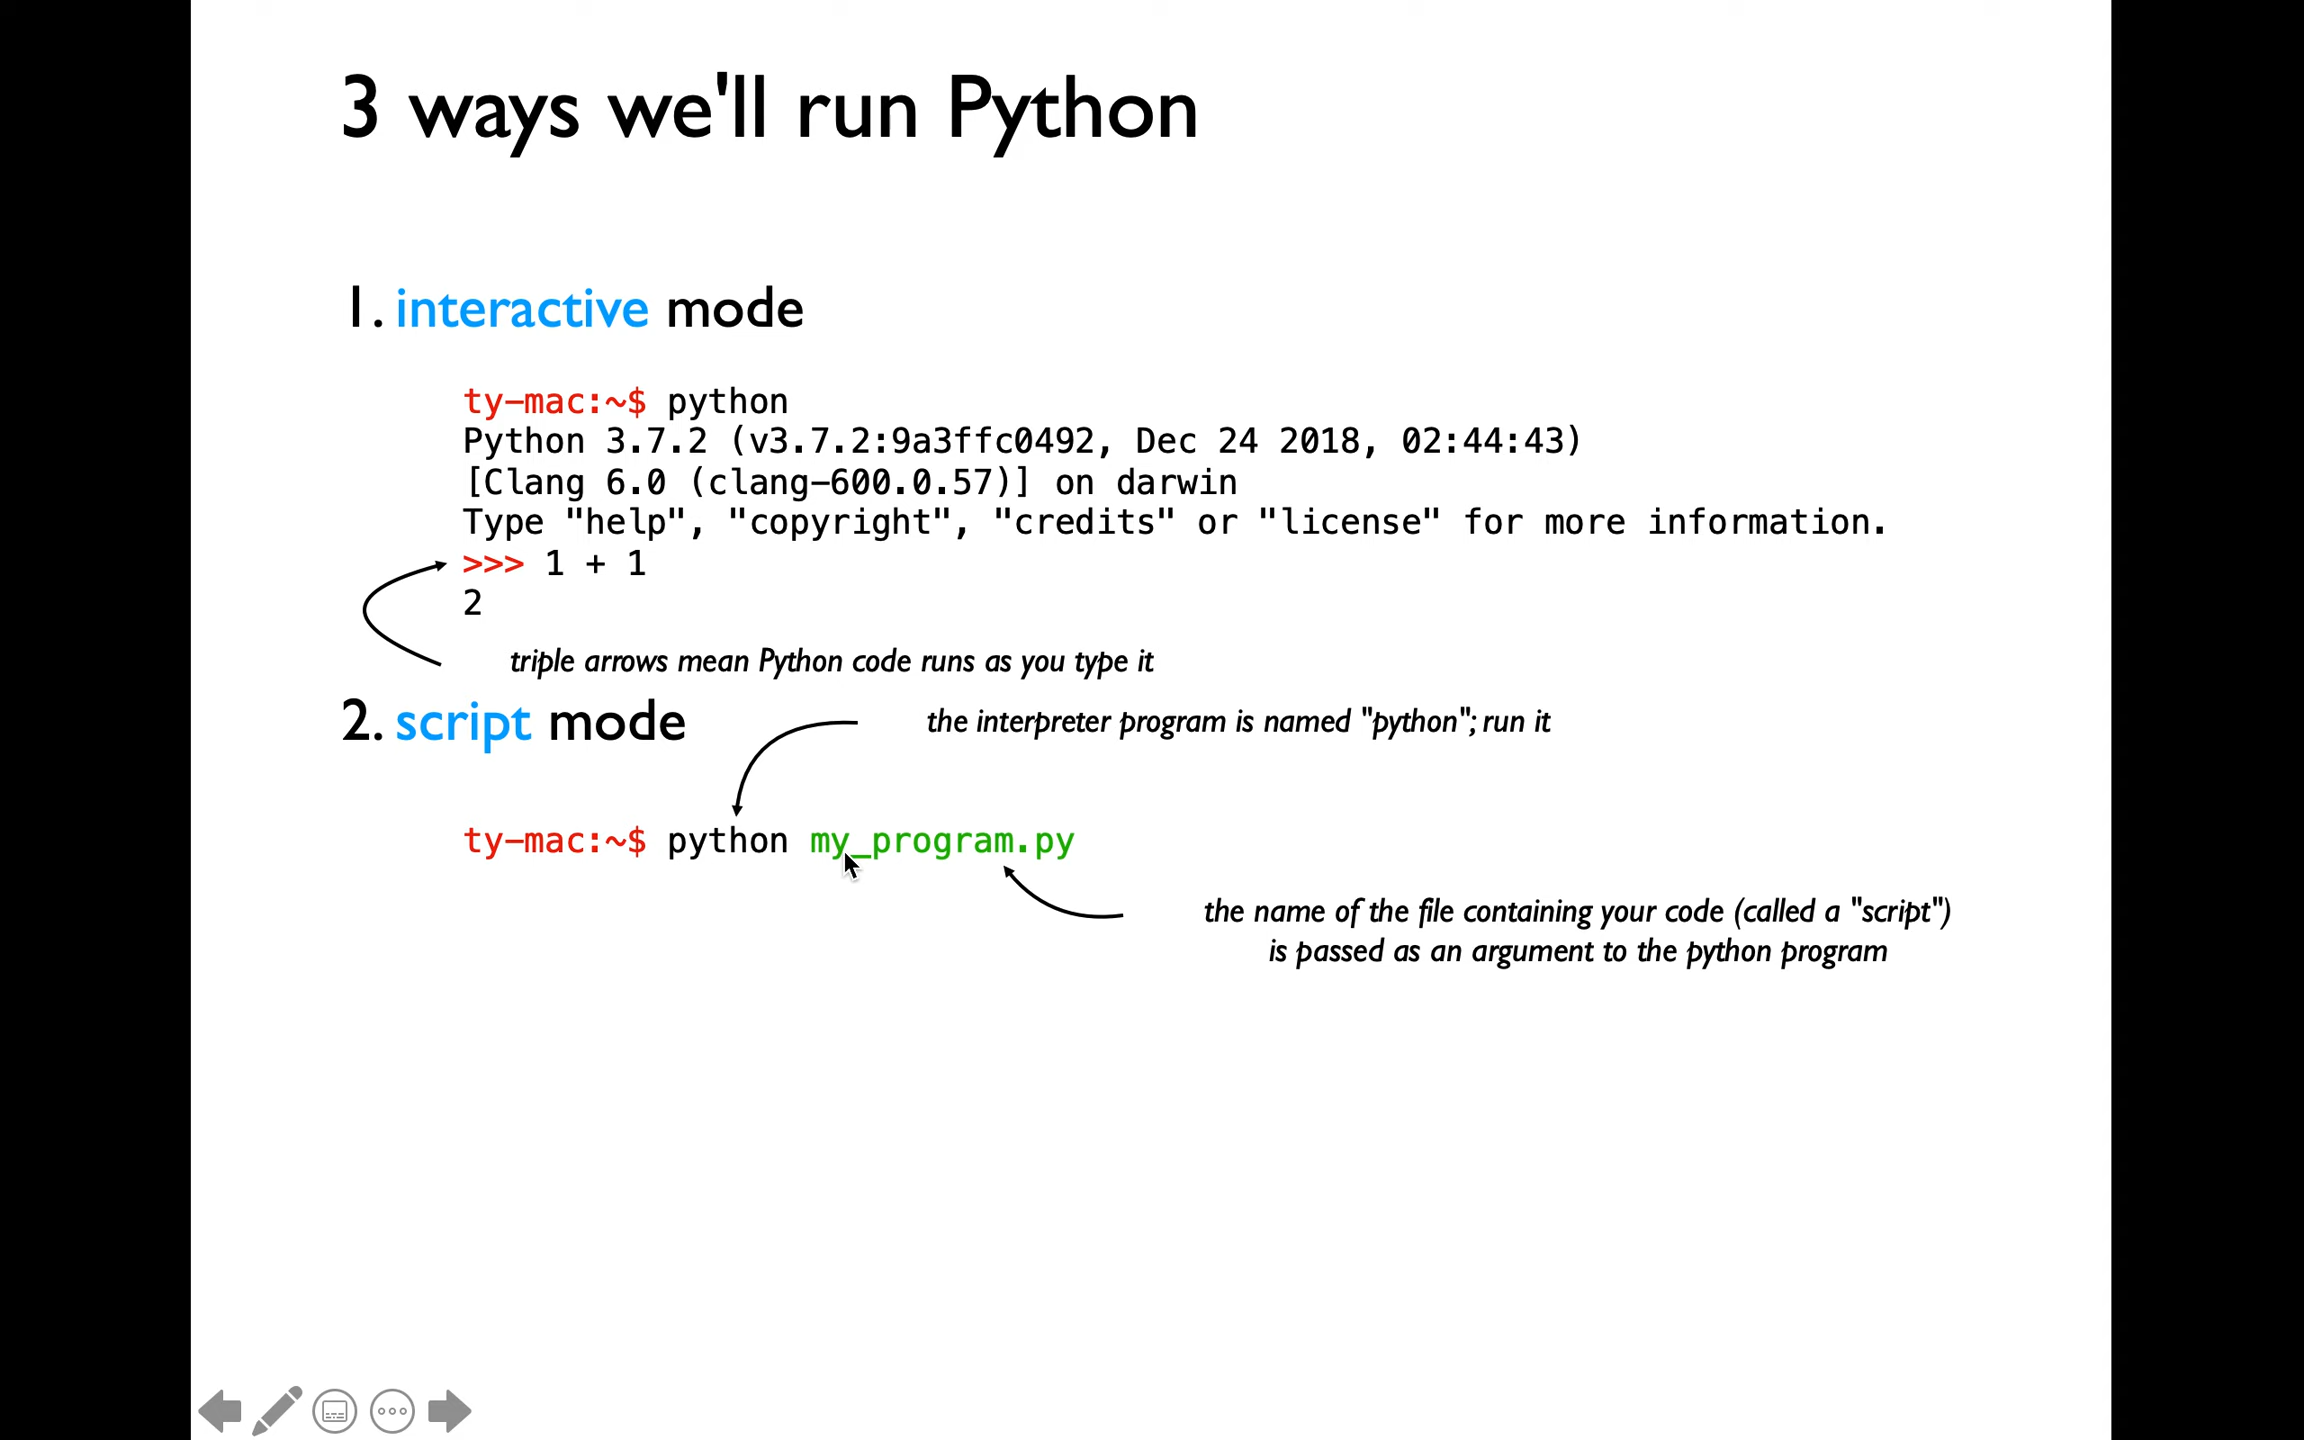 3 ways we'll run Python
1. interactive mode
ty-mac:~$ python
Python 3.7.2 (v3.7.2:9a3ffc0492, Dec 24 2018, 02:44:43)
[Clang 6.0 (clang-600.0.57)] on darwin
Type "help", "copyright", "credits" or "license" for more information.
>>> 1 + 1
2
triple arrows mean Python code runs as you type it
2. script mode
the interpreter program is named "python"; run it
ty-mac:~$ python my_program.py
the name of the file containing your code (called a "script")
is passed as an argument to the python program